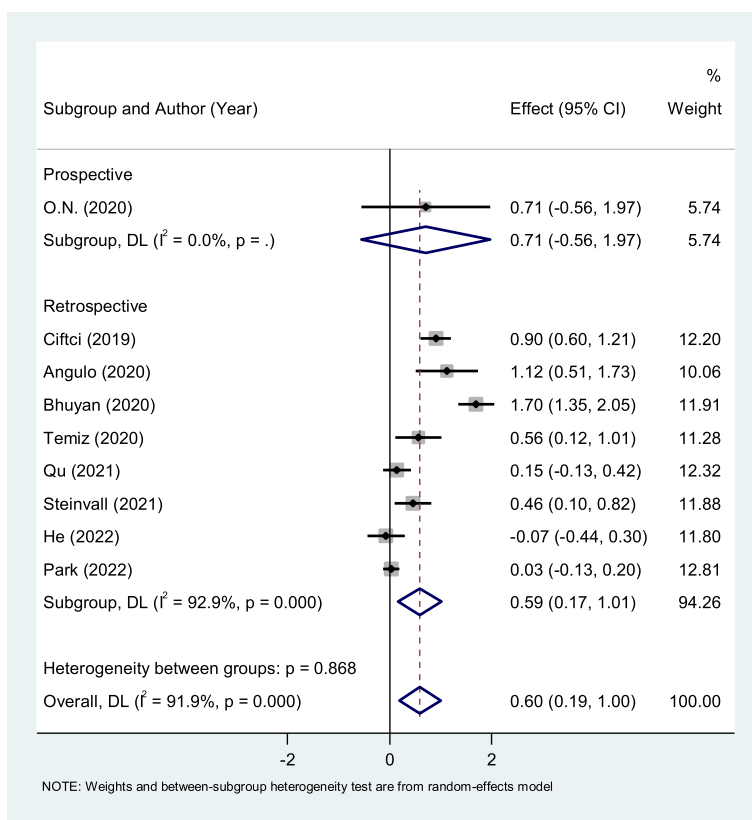 %
Subgroup and Author (Year) Effect (95% CI) Weight
Prospective
O.N. (2020) 0.71 (-0.56, 1.97) 5.74
Subgroup, DL (I² = 0.0%, p = .) 0.71 (-0.56, 1.97) 5.74
Retrospective
Ciftci (2019) 0.90 (0.60, 1.21) 12.20
Angulo (2020) 1.12 (0.51, 1.73) 10.06
Bhuyan (2020) 1.70 (1.35, 2.05) 11.91
Temiz (2020) 0.56 (0.12, 1.01) 11.28
Qu (2021) 0.15 (-0.13, 0.42) 12.32
Steinvall (2021) 0.46 (0.10, 0.82) 11.88
He (2022) -0.07 (-0.44, 0.30) 11.80
Park (2022) 0.03 (-0.13, 0.20) 12.81
Subgroup, DL (I² = 92.9%, p = 0.000) 0.59 (0.17, 1.01) 94.26
Heterogeneity between groups: p = 0.868
Overall, DL (I² = 91.9%, p = 0.000) 0.60 (0.19, 1.00) 100.00
-2 0 2
NOTE: Weights and between-subgroup heterogeneity test are from random-effects model